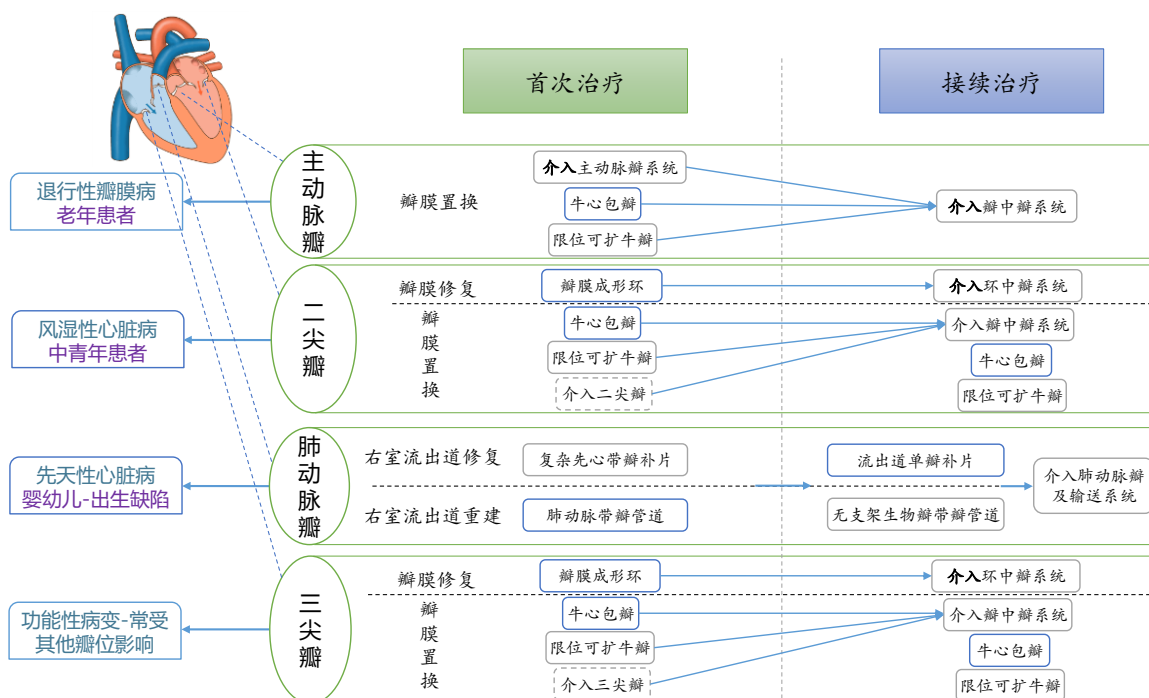 首次治疗
接续治疗
退行性瓣膜病
老年患者
主动脉瓣
瓣膜置换
介入主动脉瓣系统
牛心包瓣
限位可扩牛瓣
介入瓣中瓣系统
风湿性心脏病
中青年患者
二尖瓣
瓣膜修复
瓣膜成形环
介入环中瓣系统
瓣膜置换
牛心包瓣
限位可扩牛瓣
介入二尖瓣
介入瓣中瓣系统
牛心包瓣
限位可扩牛瓣
先天性心脏病
婴幼儿-出生缺陷
肺动脉瓣
右室流出道修复
复杂先心带瓣补片
流出道单瓣补片
右室流出道重建
肺动脉带瓣管道
无支架生物瓣带瓣管道
介入肺动脉瓣
及输送系统
功能性病变-常受
其他瓣位影响
三尖瓣
瓣膜修复
瓣膜成形环
介入环中瓣系统
瓣膜置换
牛心包瓣
限位可扩牛瓣
介入三尖瓣
介入瓣中瓣系统
牛心包瓣
限位可扩牛瓣